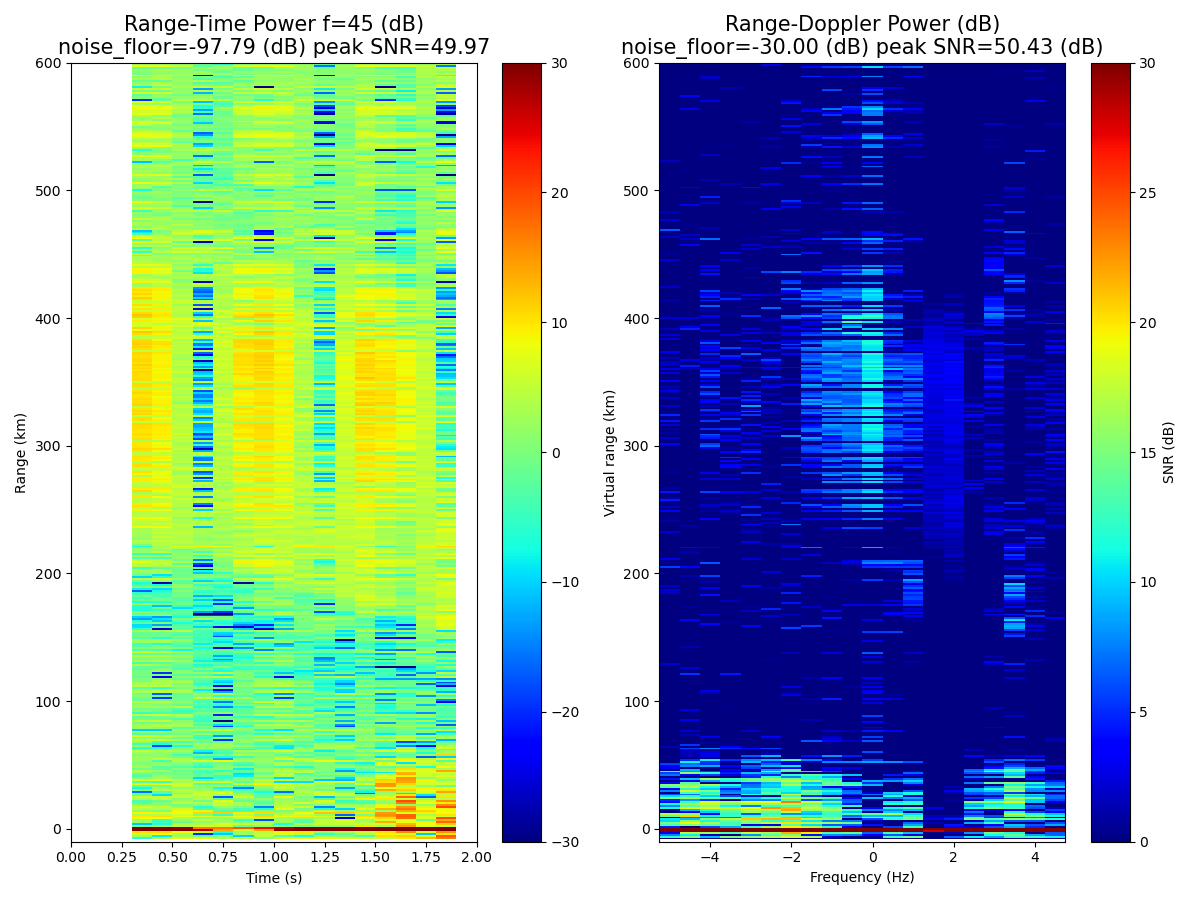 Range-Time Power f=45 (dB)
noise_floor=-97.79 (dB) peak SNR=49.97
Range-Doppler Power (dB)
noise_floor=-30.00 (dB) peak SNR=50.43 (dB)
Range (km)
600
500
400
300
200
100
0
0.00 0.25 0.50 0.75 1.00 1.25 1.50 1.75 2.00
Time (s)
30
20
10
0
−10
−20
−30
Virtual range (km)
600
500
400
300
200
100
0
−4 −2 0 2 4
Frequency (Hz)
30
25
20
15
10
5
0
SNR (dB)